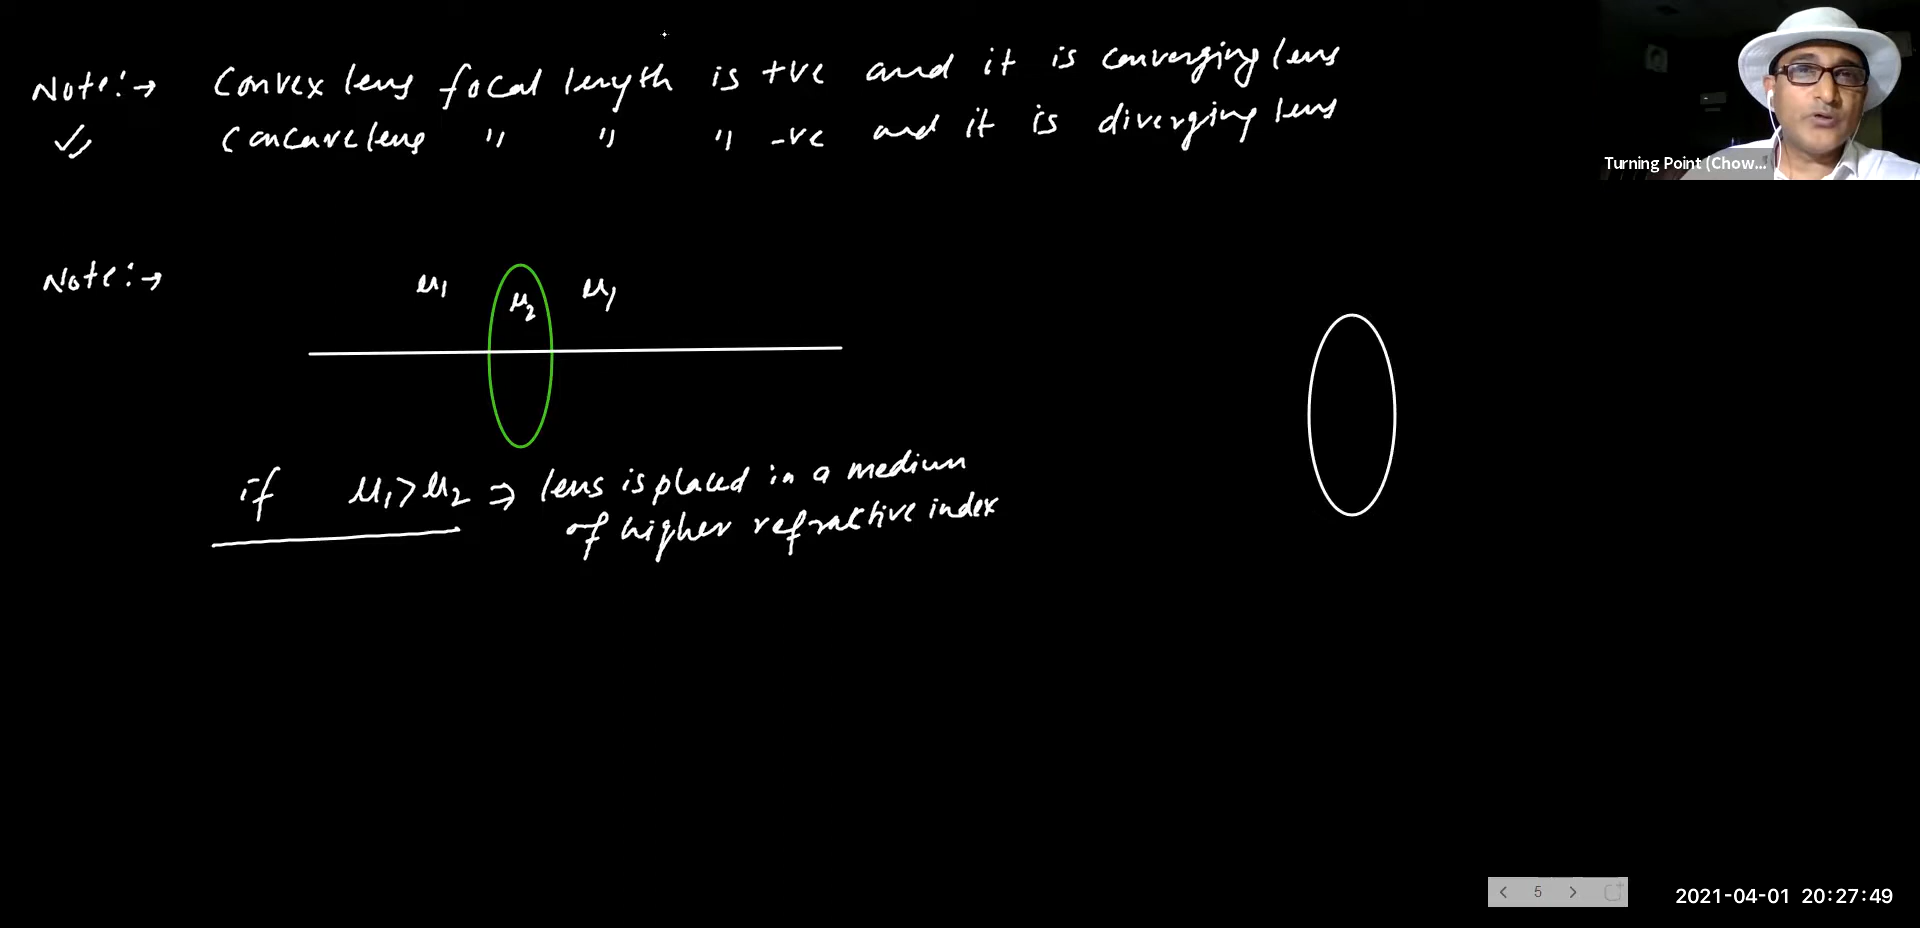 Note:→ Convex lens focal length is +ve and it is converging lens
Concave lens " " " -ve and it is diverging lens
Turning Point (Chow...
Note:→
μ1 μ2 μ1
if μ1>μ2 ⇒ lens is placed in a medium
of higher refractive index
5
2021-04-01 20:27:49